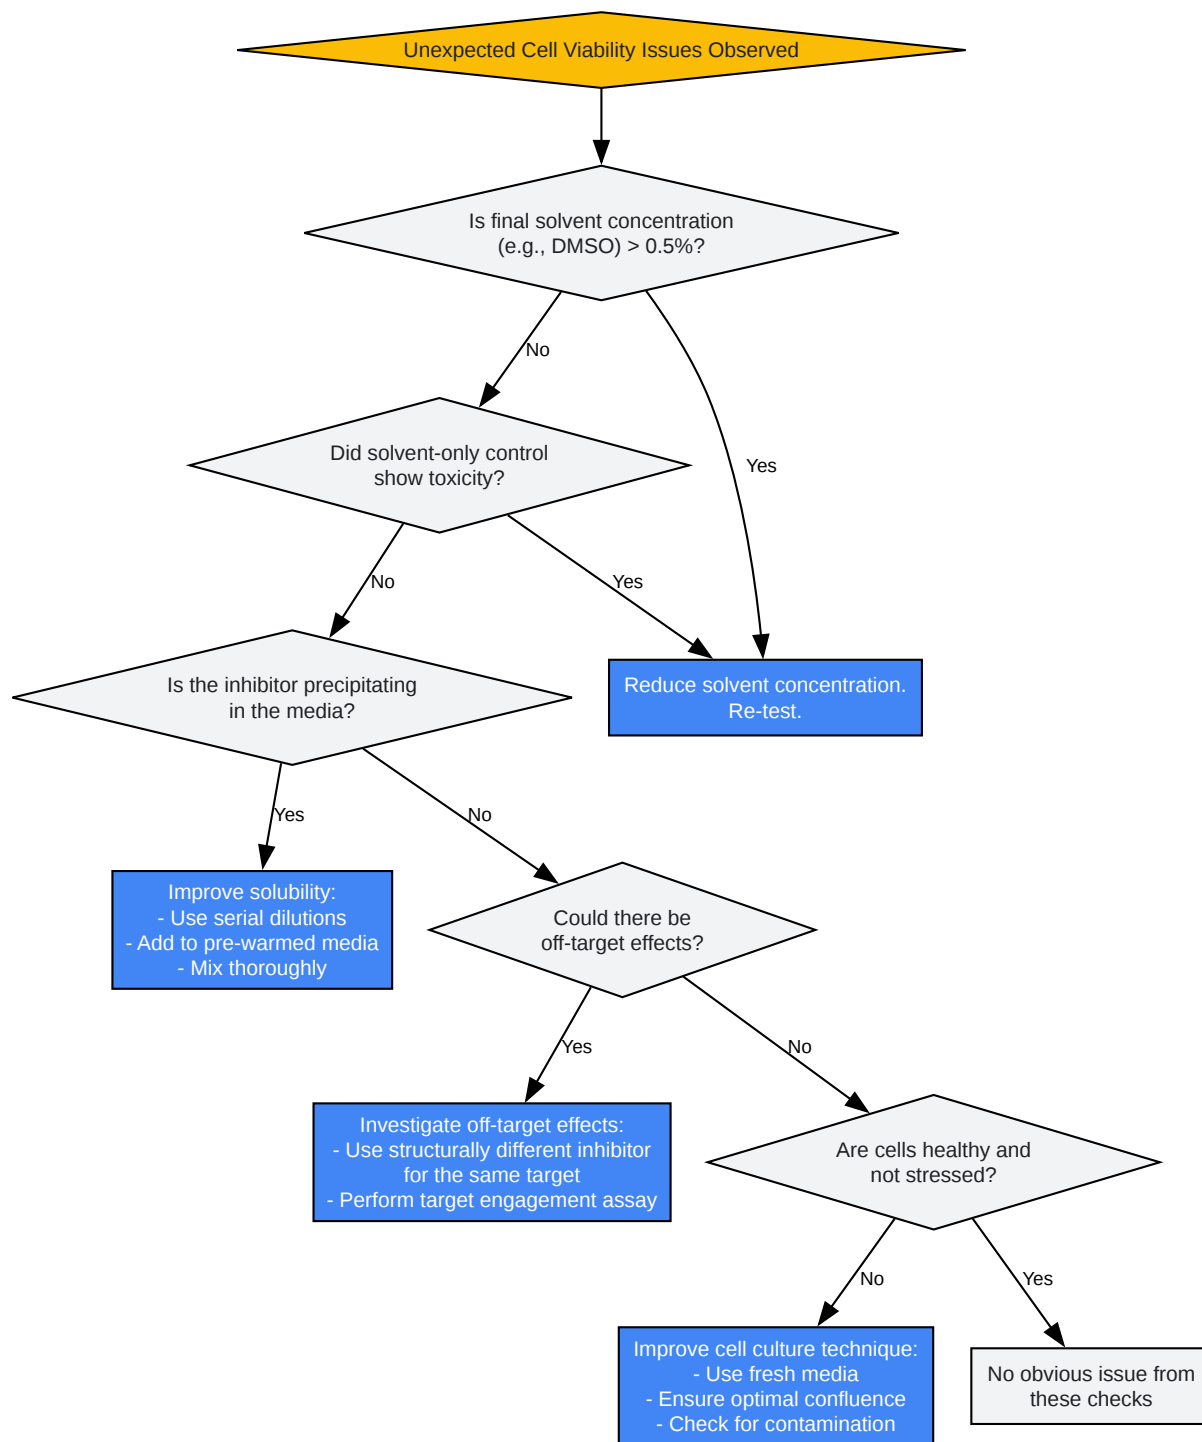 Unexpected Cell Viability Issues Observed
Is final solvent concentration
(e.g., DMSO) > 0.5%?
No
Yes
Did solvent-only control
show toxicity?
No
Yes
Is the inhibitor precipitating
in the media?
Reduce solvent concentration.
Re-test.
Yes
No
Improve solubility:
- Use serial dilutions
- Add to pre-warmed media
- Mix thoroughly
Could there be
off-target effects?
Yes
No
Investigate off-target effects:
- Use structurally different inhibitor
for the same target
- Perform target engagement assay
Are cells healthy and
not stressed?
No
Yes
Improve cell culture technique:
- Use fresh media
- Ensure optimal confluence
- Check for contamination
No obvious issue from
these checks